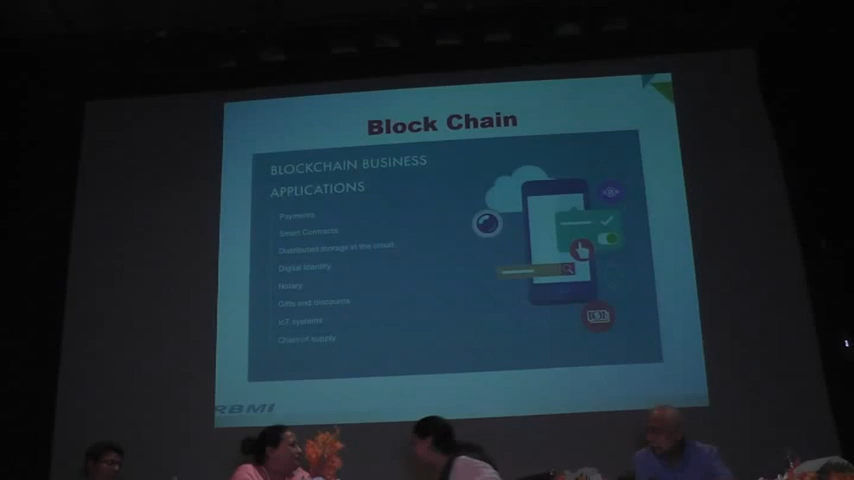 Block Chain
BLOCKCHAIN BUSINESS
APPLICATIONS
Payments
Smart Contracts
Distributed storage in the cloud
Digital Identity
Notary
Gifts and discounts
IoT systems
Chain of supply
RBMI